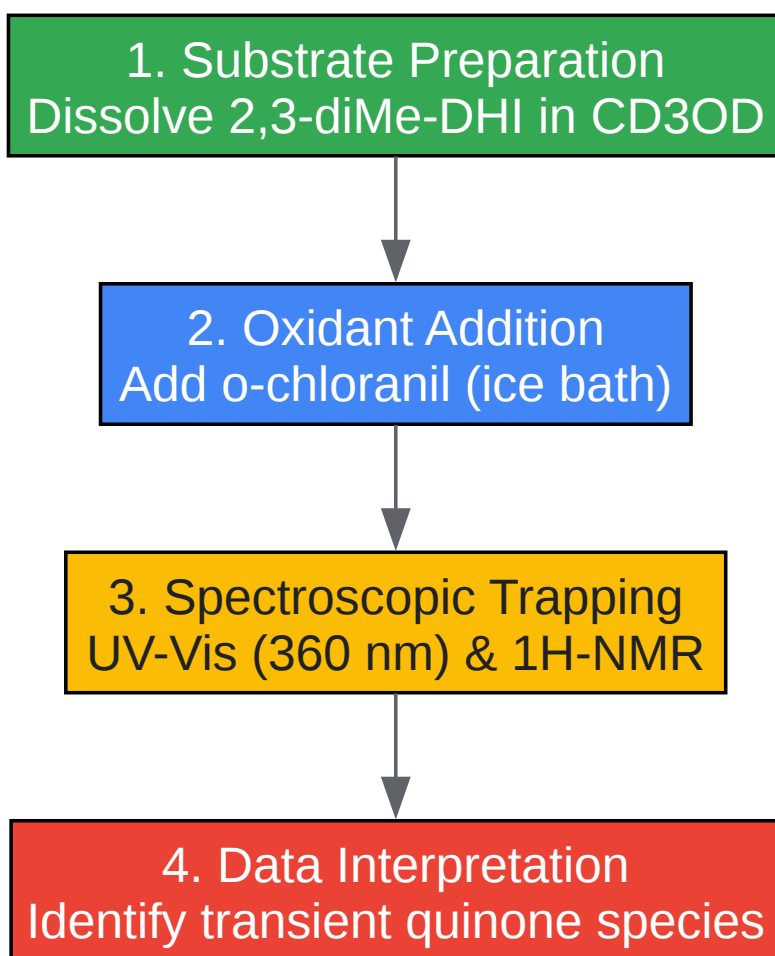 1. Substrate Preparation
Dissolve 2,3-diMe-DHI in CD3OD
2. Oxidant Addition
Add o-chloranil (ice bath)
3. Spectroscopic Trapping
UV-Vis (360 nm) & 1H-NMR
4. Data Interpretation
Identify transient quinone species